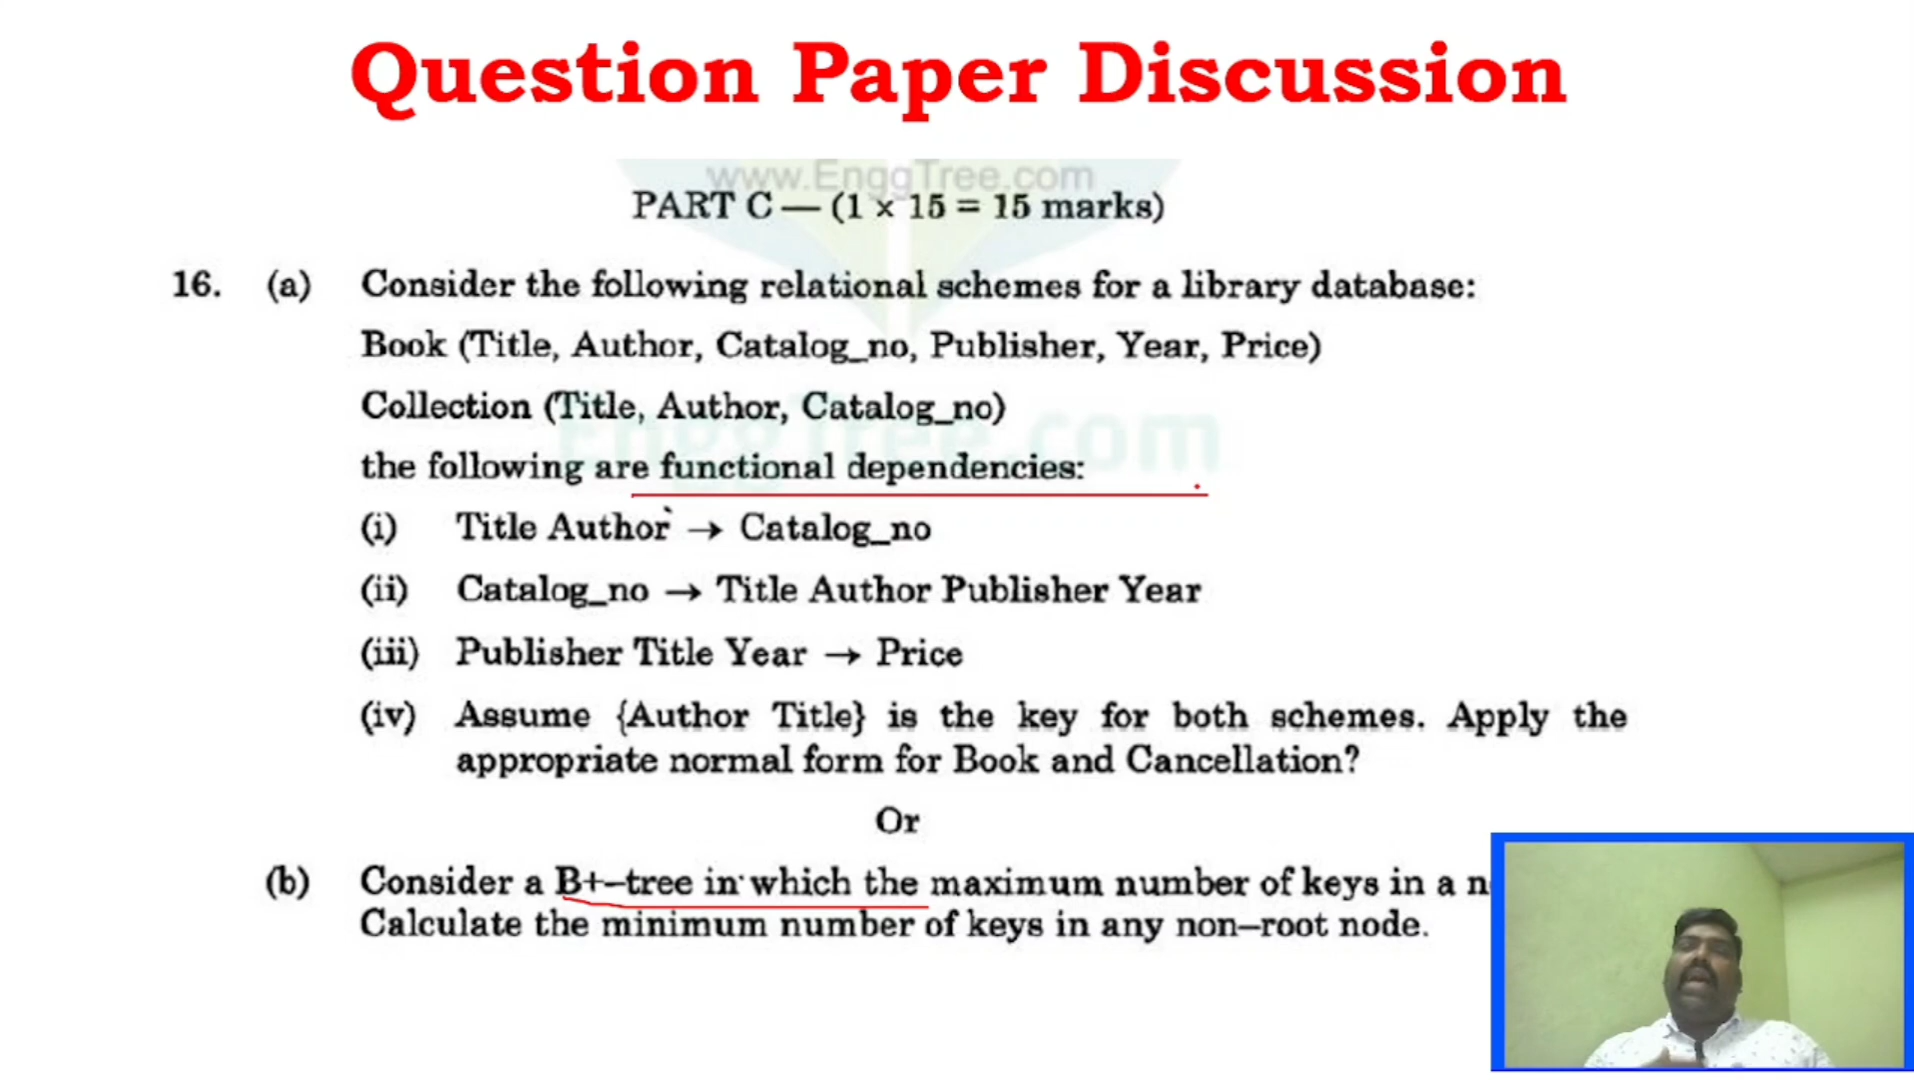 Question Paper Discussion
www.EnggTree.com
PART C — (1 × 15 = 15 marks)
16. (a) Consider the following relational schemes for a library database:
Book (Title, Author, Catalog_no, Publisher, Year, Price)
Collection (Title, Author, Catalog_no)
EnggTree.com
the following are functional dependencies:
(i) Title Author → Catalog_no
(ii) Catalog_no → Title Author Publisher Year
(iii) Publisher Title Year → Price
(iv) Assume {Author Title} is the key for both schemes. Apply the
appropriate normal form for Book and Cancellation?
Or
(b) Consider a B+–tree in which the maximum number of keys in a
Calculate the minimum number of keys in any non–root node.